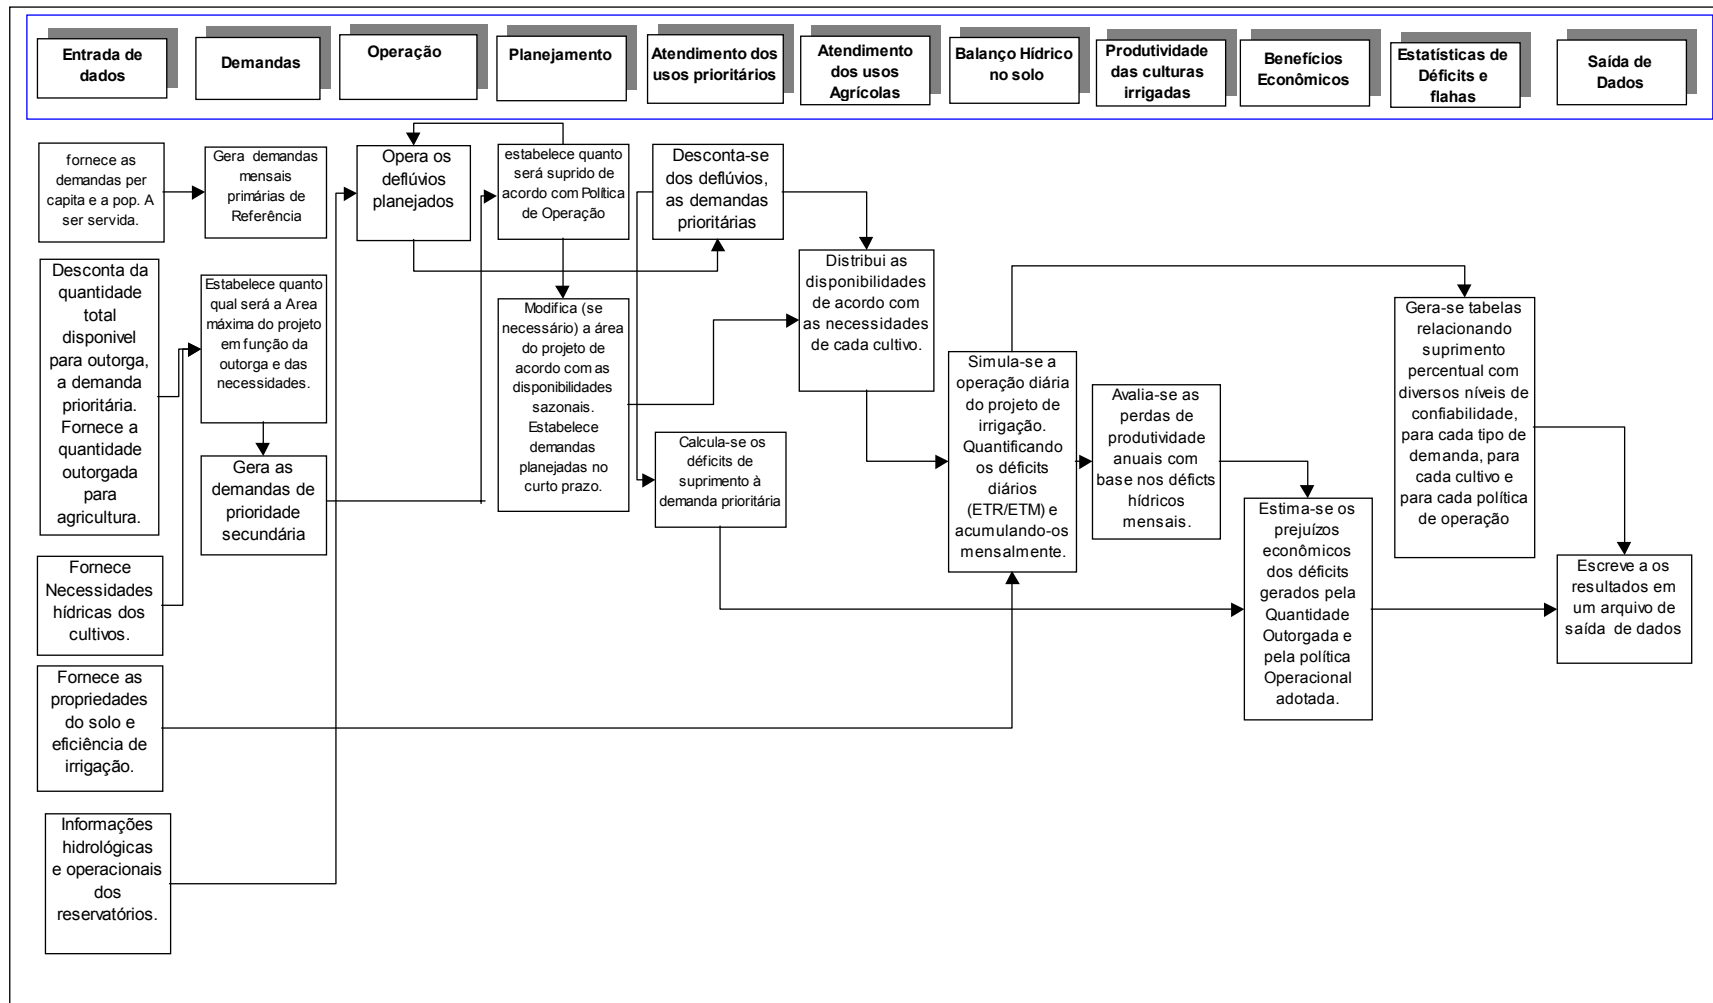 Entrada de
dados
Demandas
Operação
Planejamento
Atendimento dos
usos prioritários
Atendimento
dos usos
Agrícolas
Balanço Hídrico
no solo
Produtividade
das culturas
irrigadas
Benefícios
Econômicos
Estatísticas de
Déficits e
flahas
Saída de
Dados
fornece as
demandas per
capita e a pop. A
ser servida.
Gera demandas
mensais
primárias de
Referência
Opera os
deflúvios
planejados
estabelece quanto
será suprido de
acordo com Política
de Operação
Desconta-se
dos deflúvios,
as demandas
prioritárias
Desconta da
quantidade
total
disponivel
para outorga,
a demanda
prioritária.
Fornece a
quantidade
outorgada
para
agricultura.
Estabelece quanto
qual será a Area
máxima do projeto
em função da
outorga e das
necessidades.
Gera as
demandas de
prioridade
secundária
Modifica (se
necessário) a área
do projeto de
acordo com as
disponibilidades
sazonais.
Estabelece
demandas
planejadas no
curto prazo.
Calcula-se os
déficits de
suprimento à
demanda prioritária
Distribui as
disponibilidades
de acordo com
as necessidades
de cada cultivo.
Simula-se a
operação diária
do projeto de
irrigação.
Quantificando
os déficits
diários
(ETR/ETM) e
acumulando-os
mensalmente.
Avalia-se as
perdas de
produtividade
anuais com
base nos déficts
hídricos
mensais.
Estima-se os
prejuízos
econômicos
dos déficits
gerados pela
Quantidade
Outorgada e
pela política
Operacional
adotada.
Gera-se tabelas
relacionando
suprimento
percentual com
diversos níveis de
confiabilidade,
para cada tipo de
demanda, para
cada cultivo e
para cada política
de operação
Escreve a os
resultados em
um arquivo de
saída de dados
Fornece
Necessidades
hídricas dos
cultivos.
Fornece as
propriedades
do solo e
eficiência de
irrigação.
Informações
hidrológicas
e operacionais
dos
reservatórios.